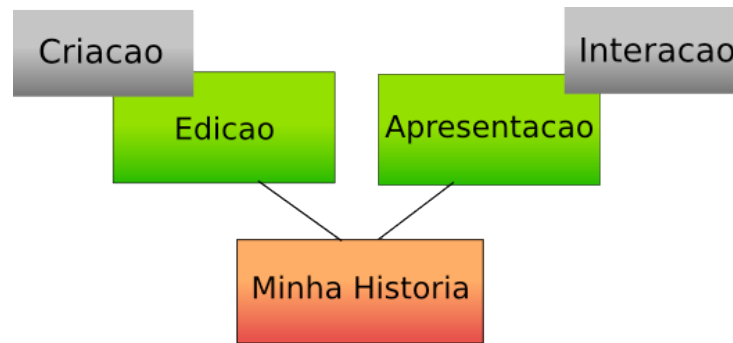 Criacao
Interacao
Edicao
Apresentacao
Minha Historia